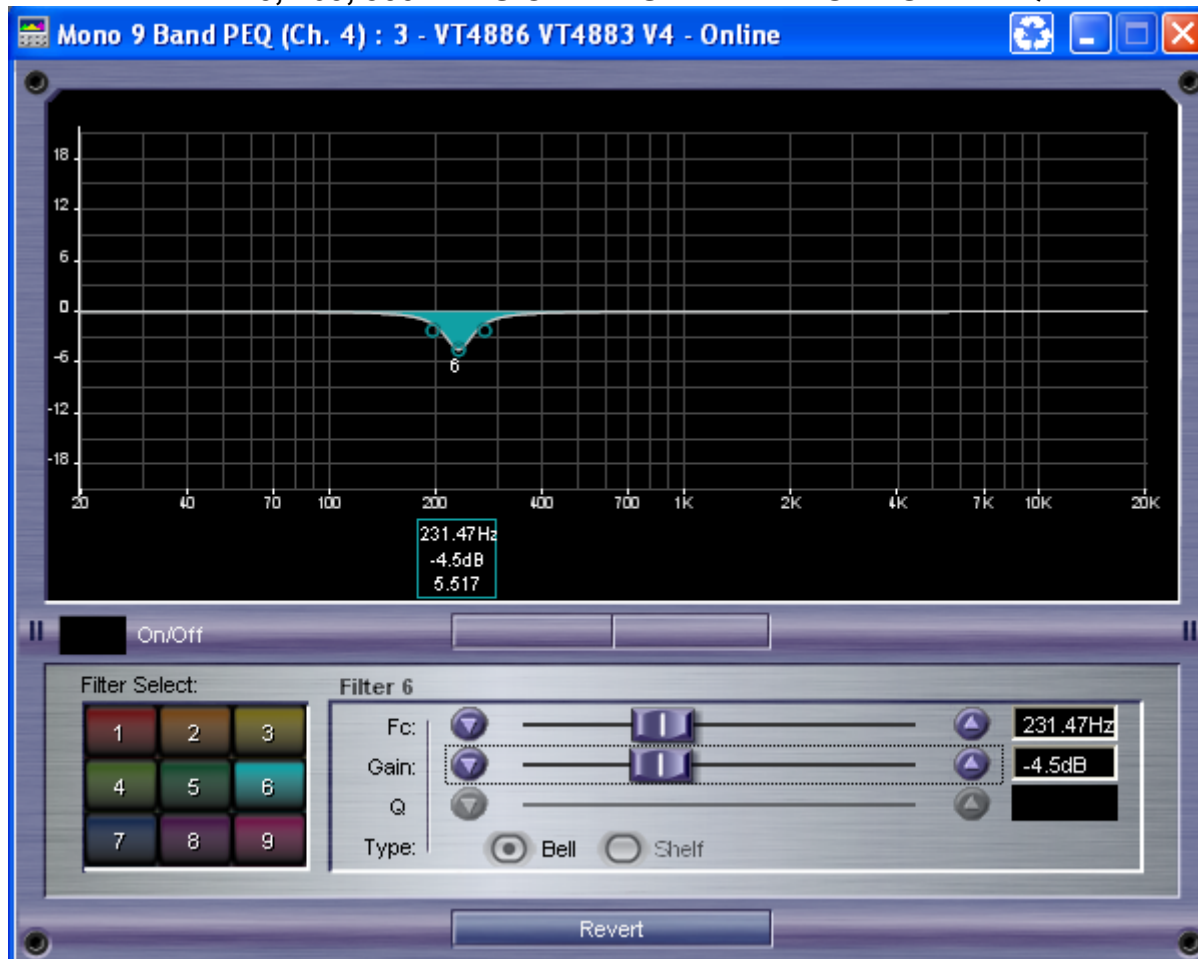 Mono 9 Band PEQ (Ch. 4) : 3 - VT4886 VT4883 V4 - Online
18
12
6
0
-6
-12
-18
6
20 40 70 100 200 400 700 1K 2K 4K 7K 10K 20K
231.47Hz
-4.5dB
5.517
On/Off
Filter Select:
1 2 3
4 5 6
7 8 9
Filter 6
Fc: 231.47Hz
Gain: -4.5dB
Q
Type: Bell Shelf
Revert